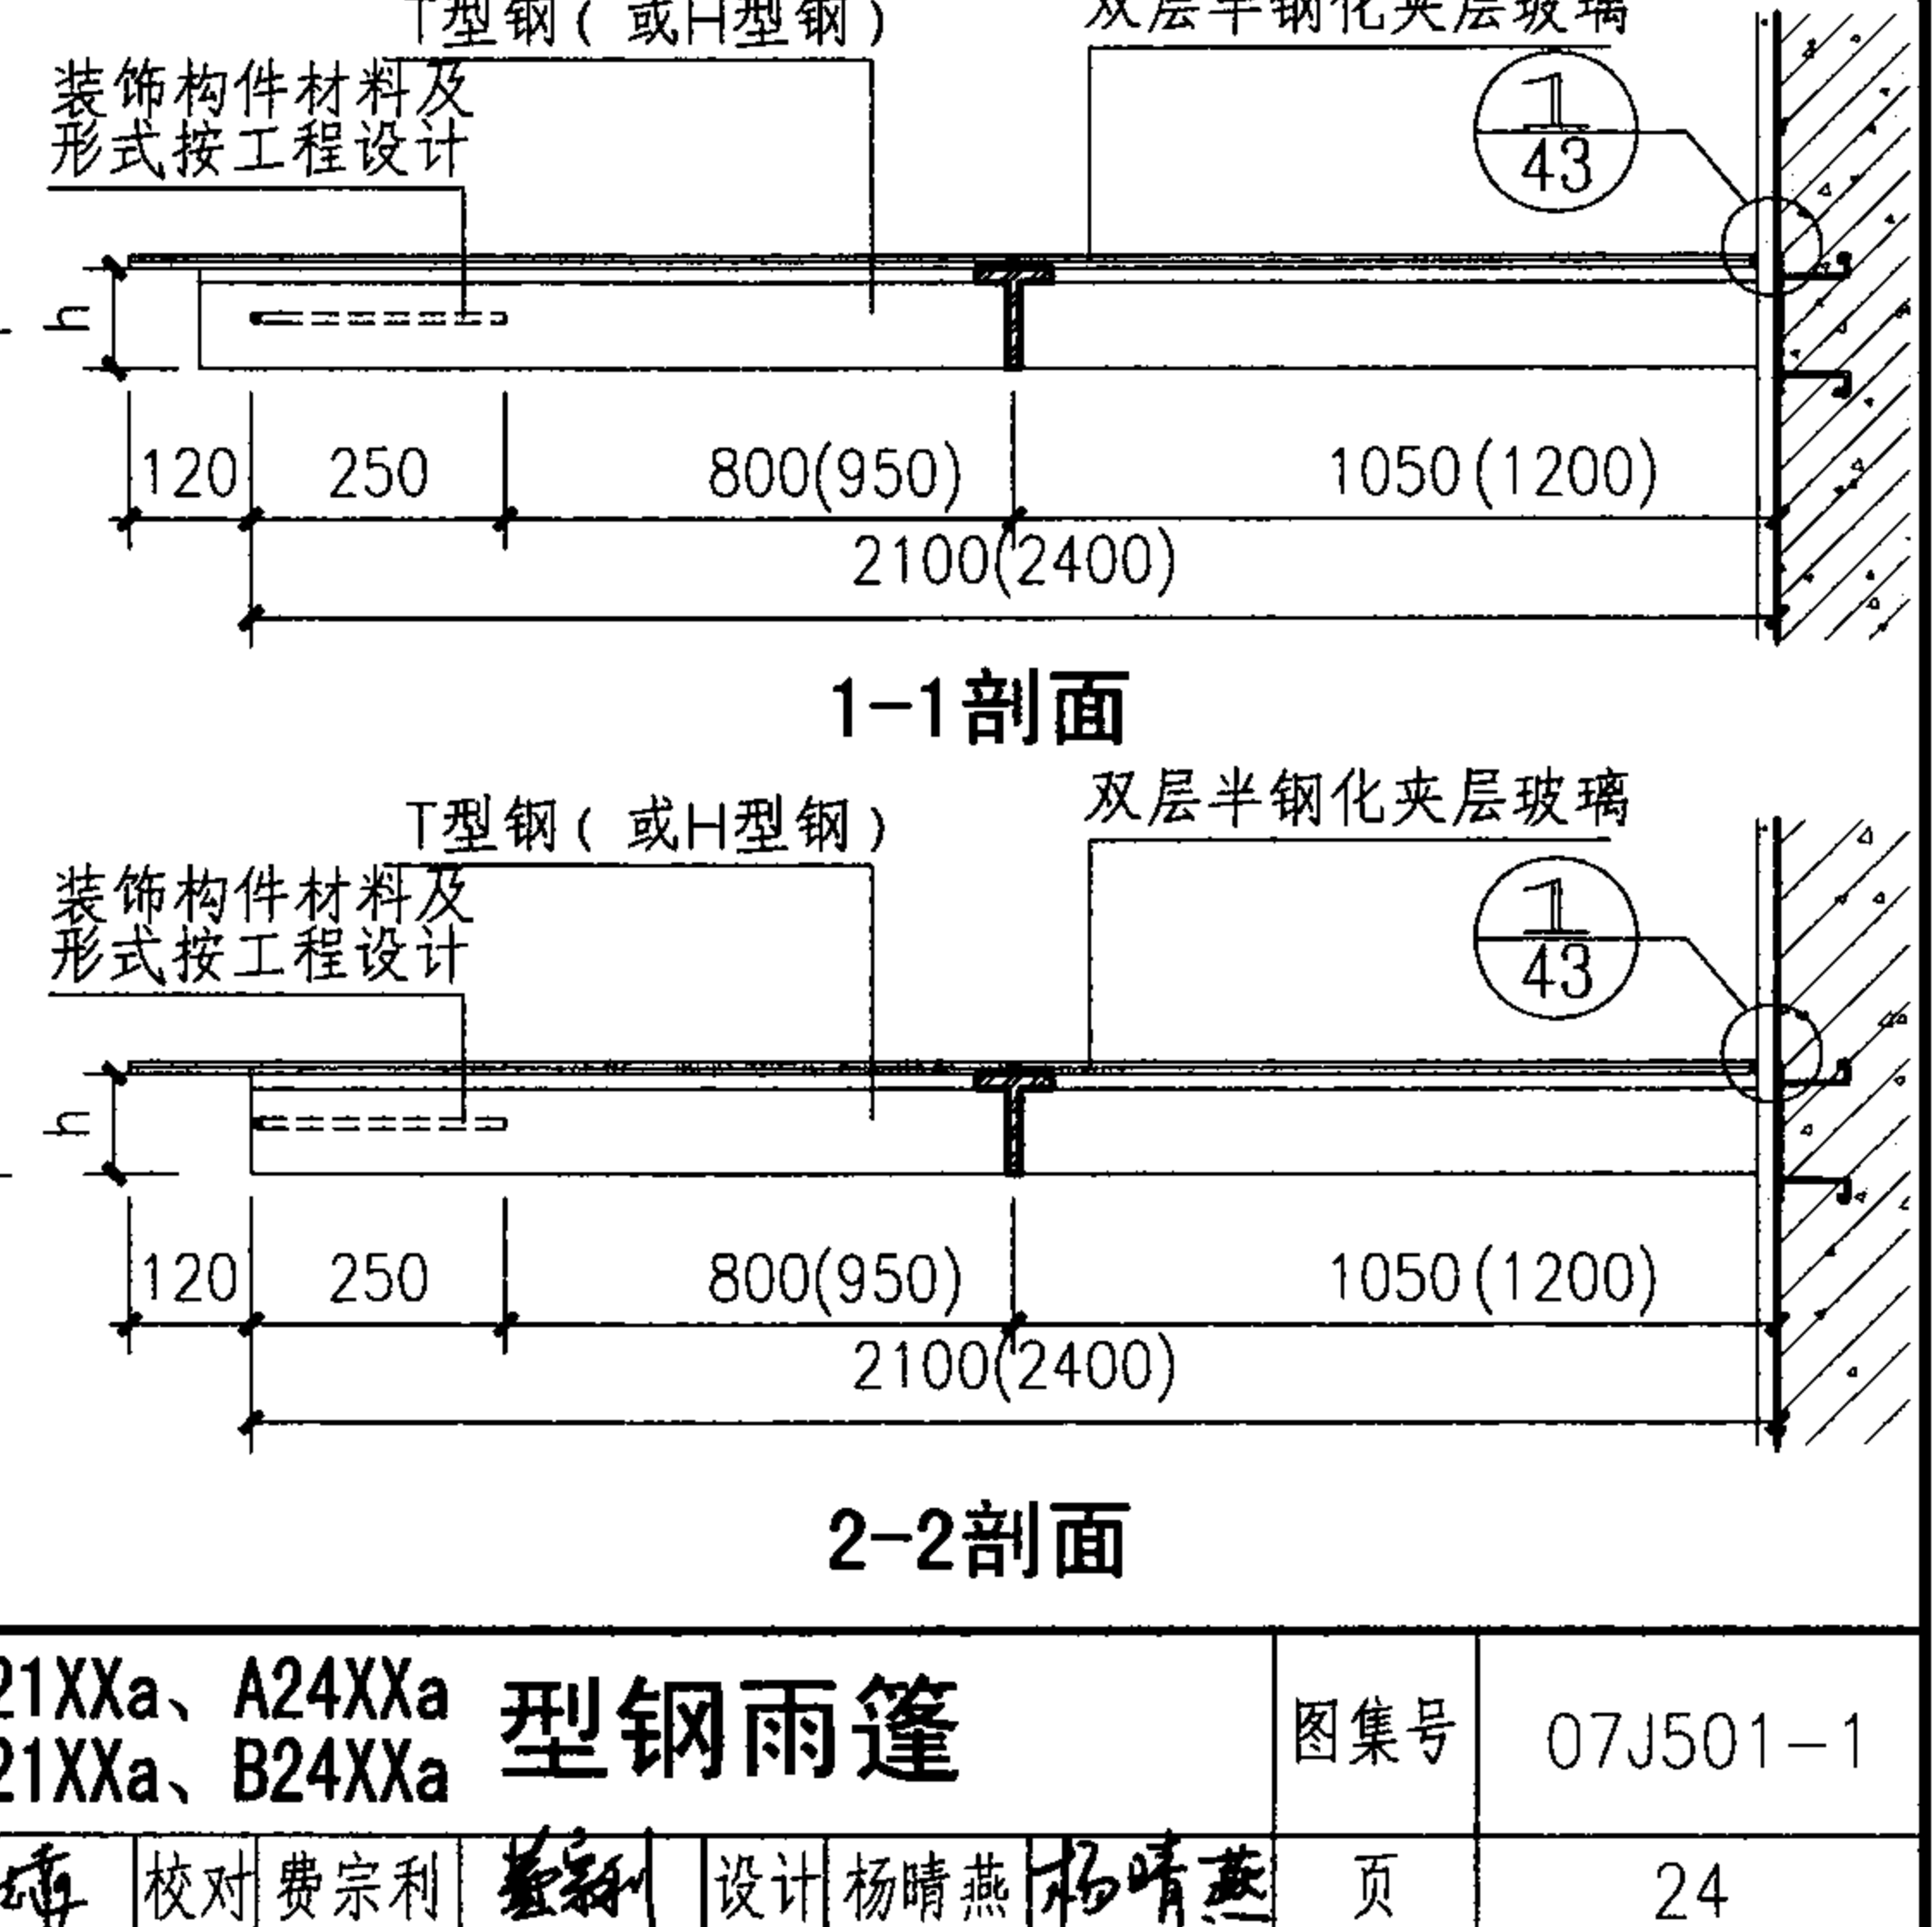 T型钢(或H型钢)
双层半钢化夹层玻璃
装饰构件材料及
形式按工程设计
1
43
h
120 250 800(950) 1050(1200)
2100(2400)
1-1剖面
T型钢(或H型钢)
双层半钢化夹层玻璃
装饰构件材料及
形式按工程设计
1
43
h
120 250 800(950) 1050(1200)
2100(2400)
2-2剖面
21XXa、A24XXa
21XXa、B24XXa
型钢雨篷
图集号 07J501-1
校对 费宗利 设计 杨晴燕 杨晴燕 页 24